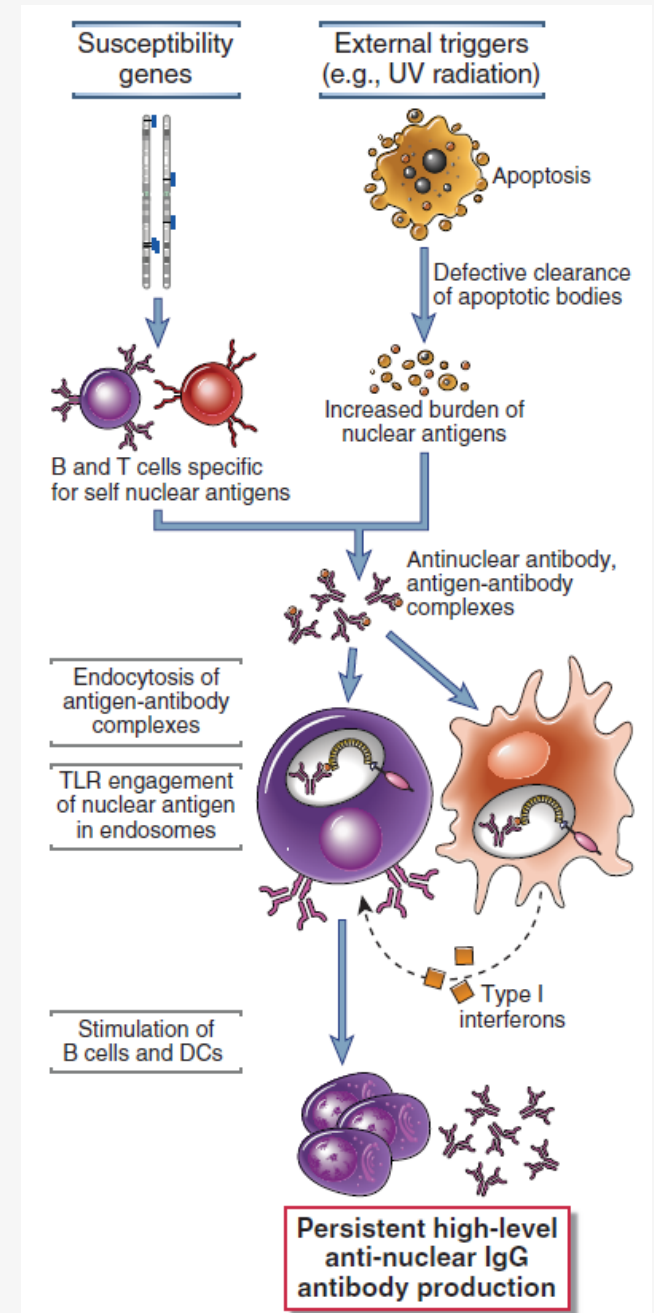 Susceptibility
genes
External triggers
(e.g., UV radiation)
Apoptosis
Defective clearance
of apoptotic bodies
Increased burden of
nuclear antigens
B and T cells specific
for self nuclear antigens
Antinuclear antibody,
antigen-antibody
complexes
Endocytosis of
antigen-antibody
complexes
TLR engagement
of nuclear antigen
in endosomes
Type I
interferons
Stimulation of
B cells and DCs
Persistent high-level
anti-nuclear IgG
antibody production